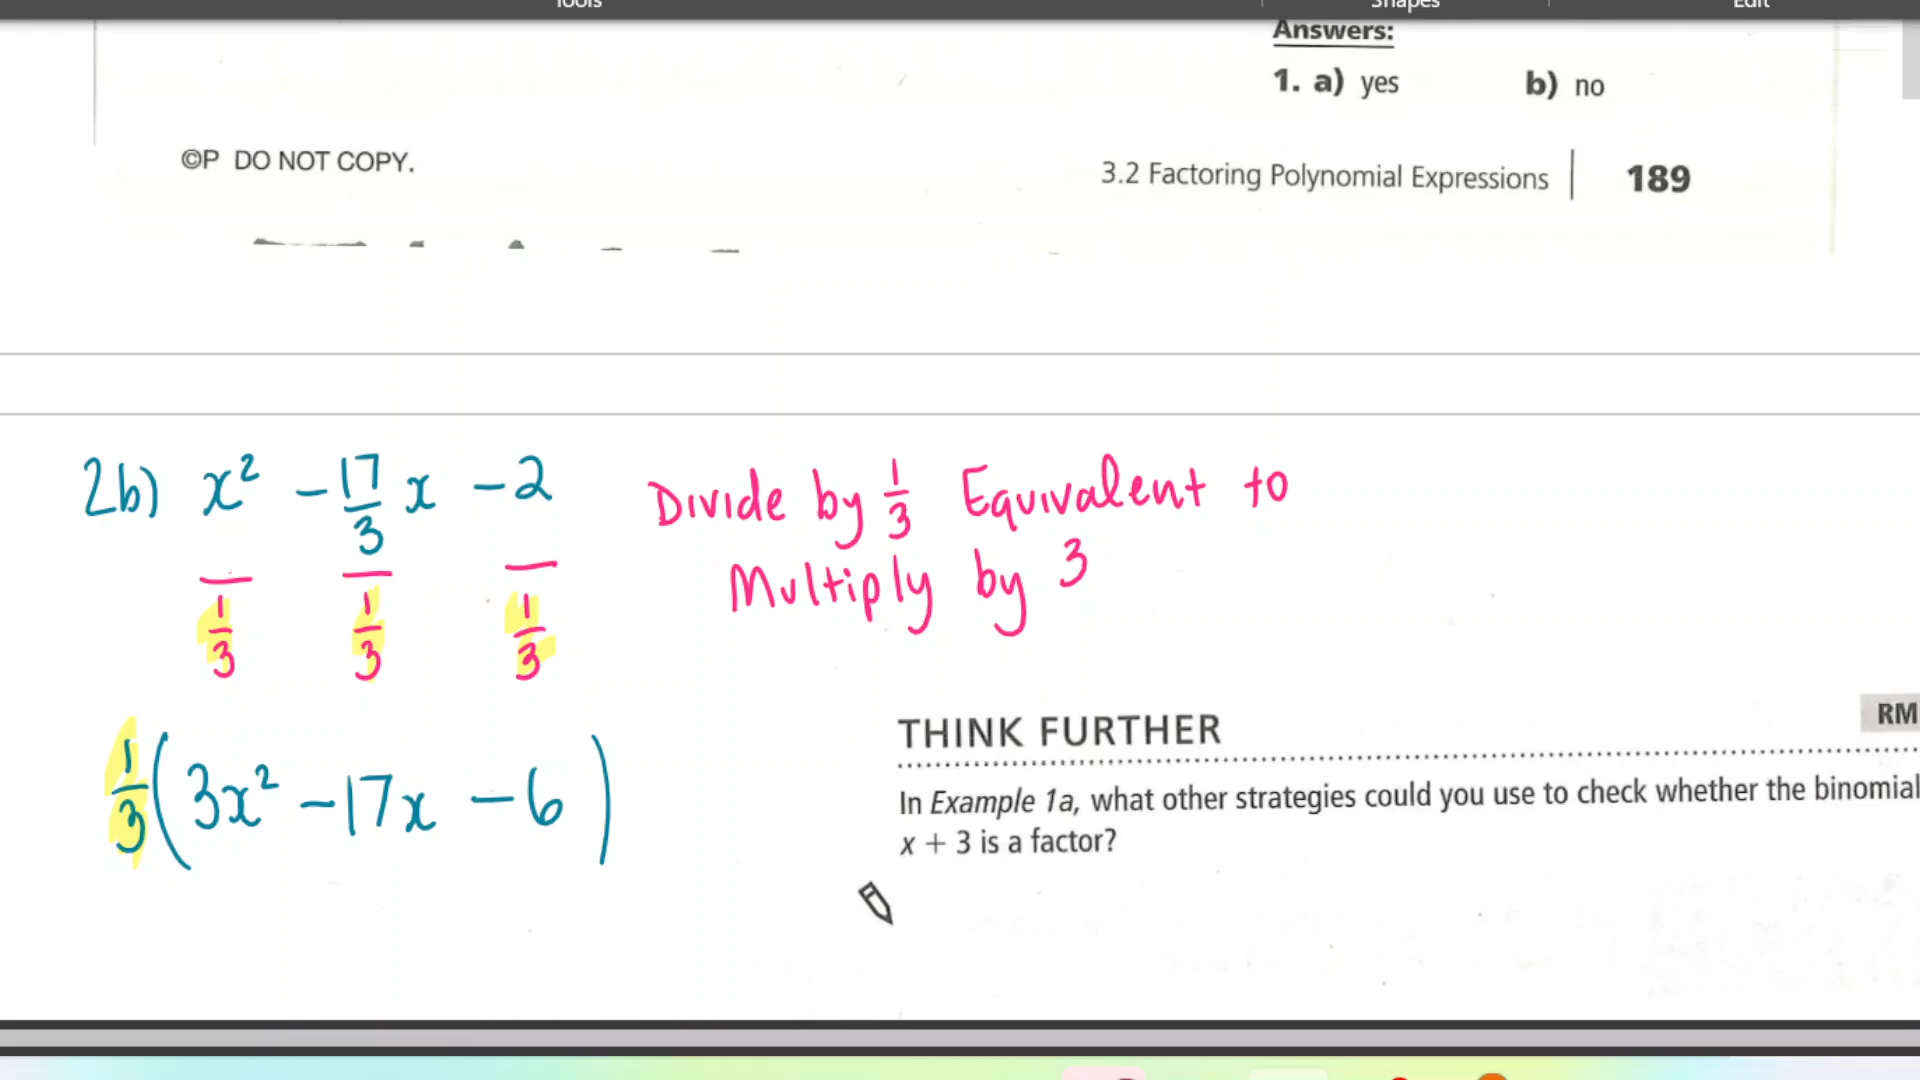 Tools Shapes Edit
Answers:
1. a) yes b) no
©P DO NOT COPY.
3.2 Factoring Polynomial Expressions 189
2b) x² - 17/3 x - 2 Divide by 1/3 Equivalent to
Multiply by 3
1/3 1/3 1/3
THINK FURTHER RM
1/3 (3x² - 17x - 6)
In Example 1a, what other strategies could you use to check whether the binomial
x + 3 is a factor?